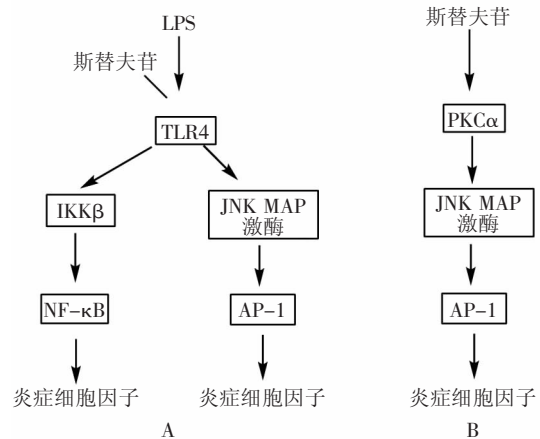 LPS
斯替夫苷
TLR4
IKKβ
JNK MAP
激酶
NF-κB
AP-1
炎症细胞因子
炎症细胞因子
A
斯替夫苷
PKCα
JNK MAP
激酶
AP-1
炎症细胞因子
B